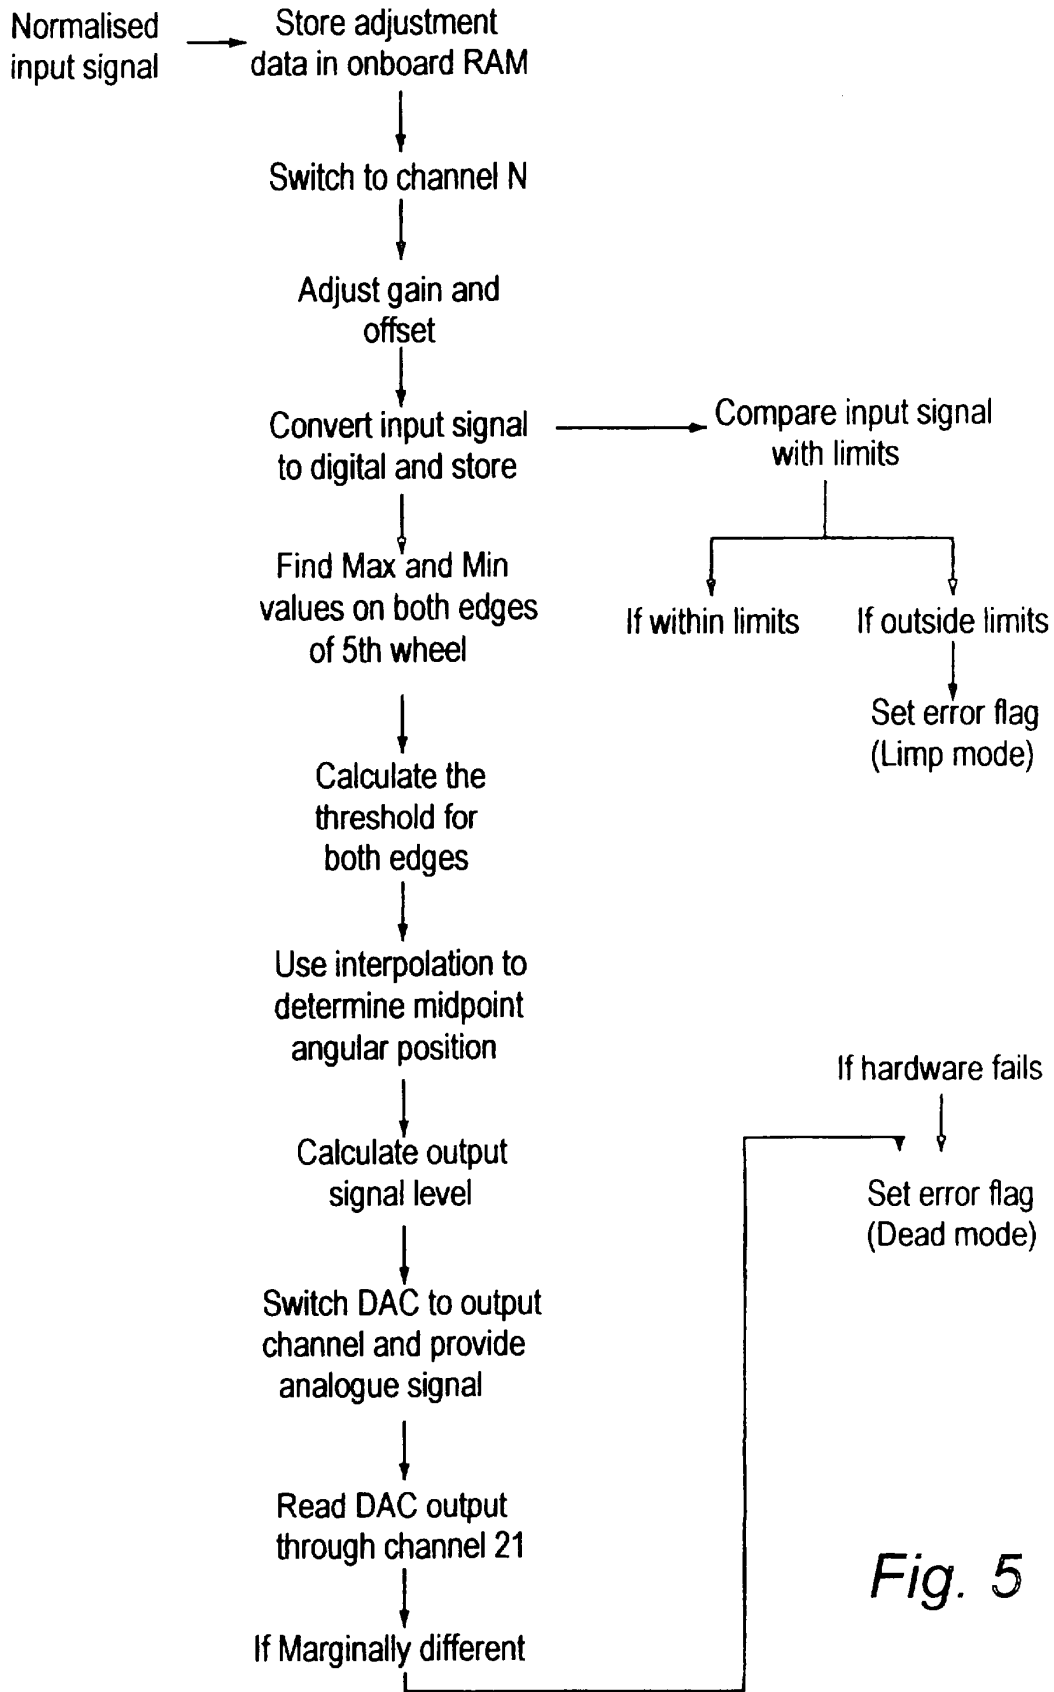 Normalised
input signal
Store adjustment
data in onboard RAM
Switch to channel N
Adjust gain and
offset
Convert input signal
to digital and store
Compare input signal
with limits
If within limits
If outside limits
Set error flag
(Limp mode)
Find Max and Min
values on both edges
of 5th wheel
Calculate the
threshold for
both edges
Use interpolation to
determine midpoint
angular position
Calculate output
signal level
Switch DAC to output
channel and provide
analogue signal
Read DAC output
through channel 21
If Marginally different
If hardware fails
Set error flag
(Dead mode)
Fig. 5